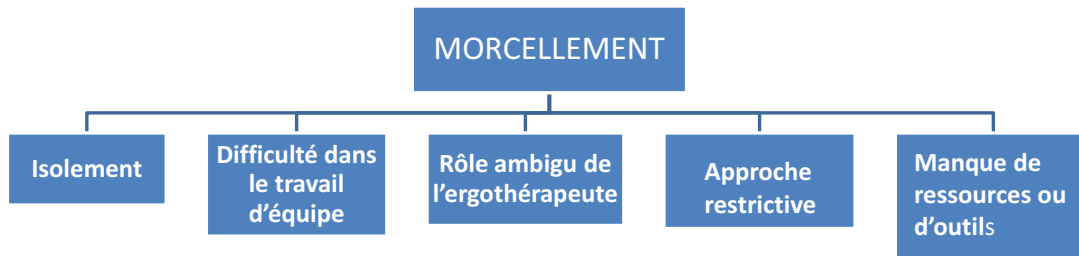 MORCELLEMENT
Isolement
Difficulté dans
le travail
d’équipe
Rôle ambigu de
l’ergothérapeute
Approche
restrictive
Manque de
ressources ou
d’outils